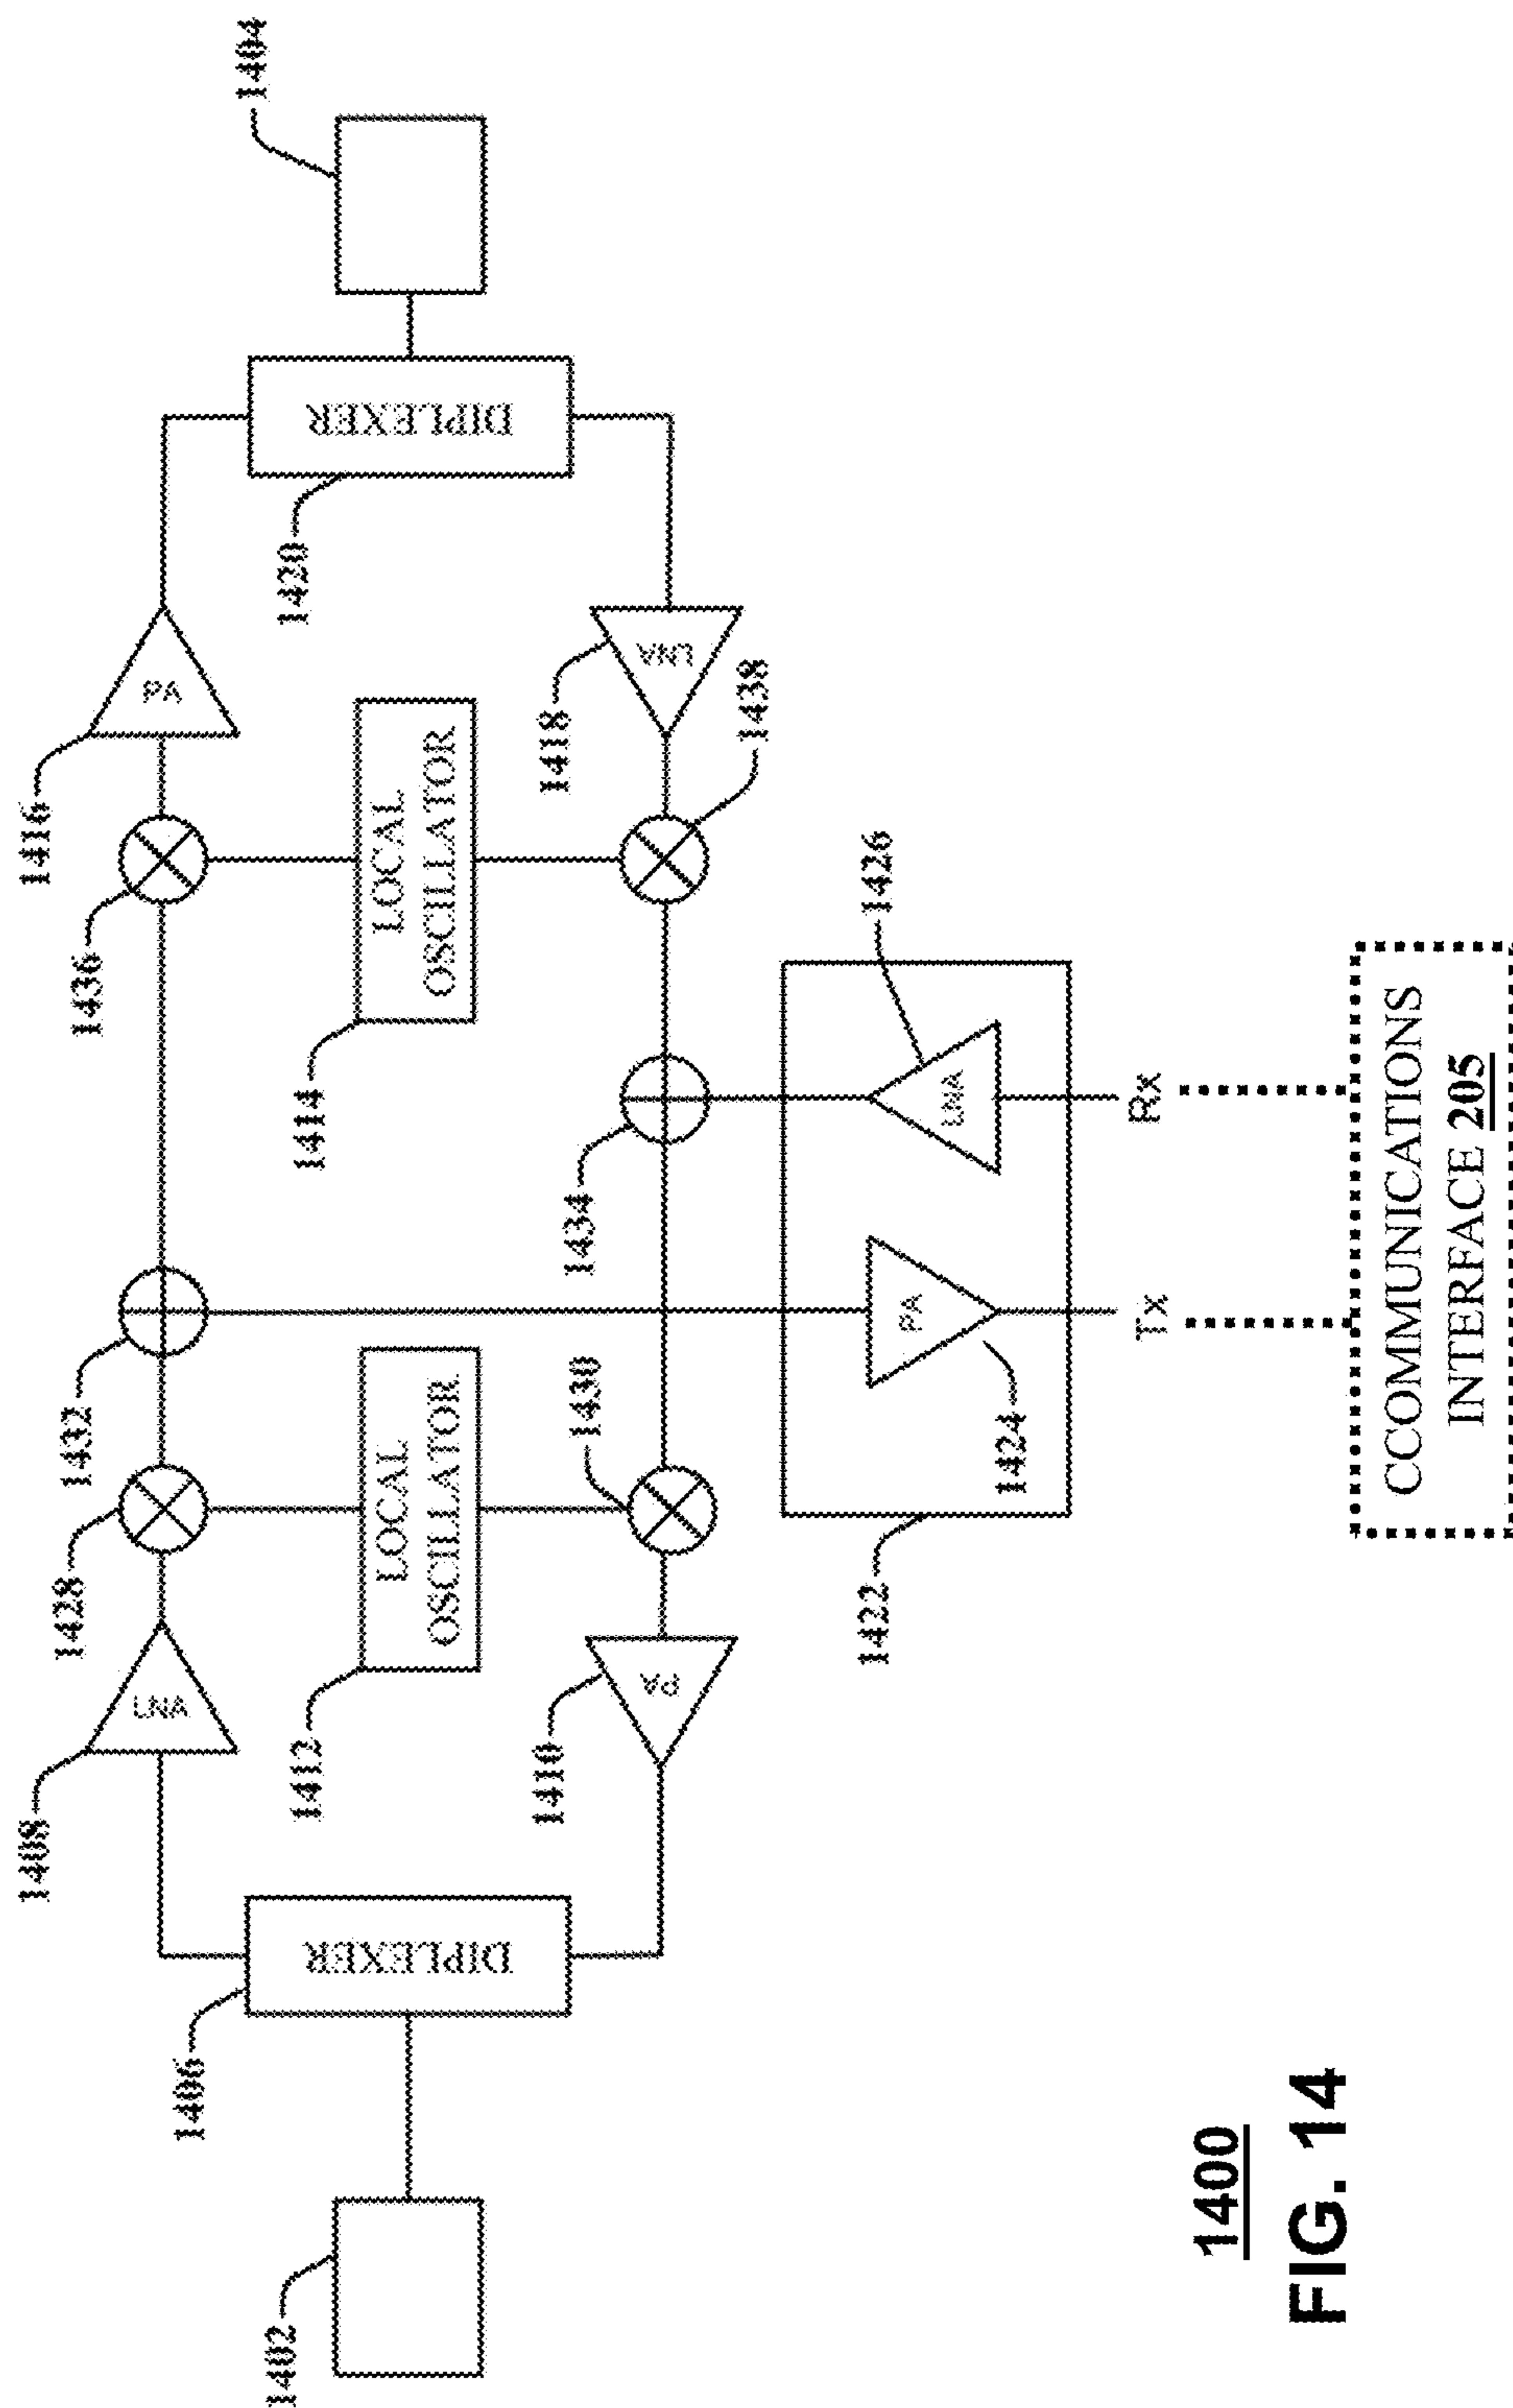 1404
1416
PA
1436
DIPLEXER
1420
LOCAL
OSCILLATOR
1414
LNA
1418
1438
1432
1428
LNA
1408
LOCAL
OSCILLATOR
1412
1434
1430
PA
1410
DIPLEXER
1406
1402
1426
LNA
PA
1424
1422
Rx
Tx
CCOMMUNICATIONS
INTERFACE 205
1400
FIG. 14